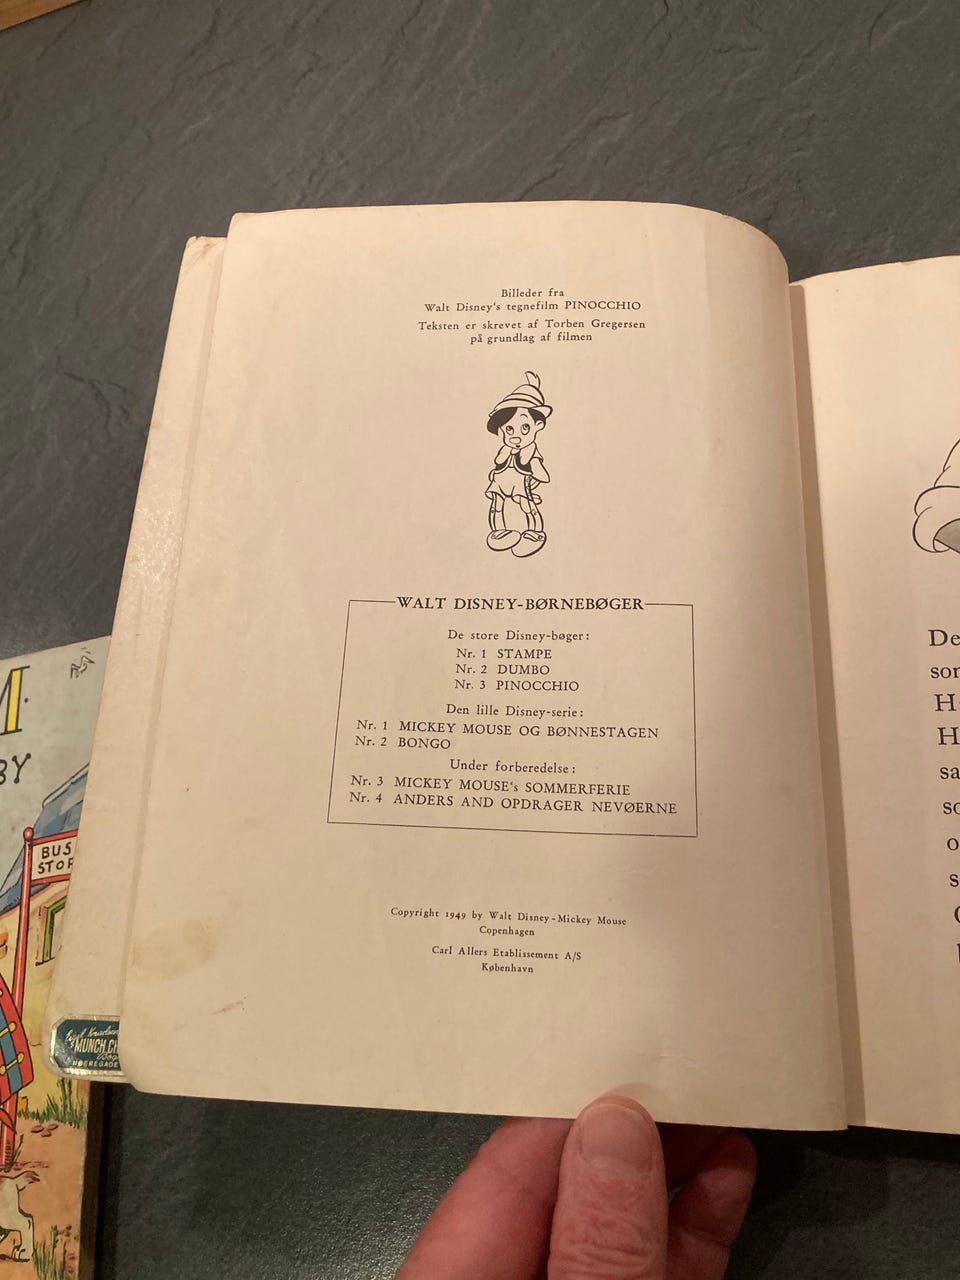 Billeder fra
Walt Disney's tegnefilm PINOCCHIO
Teksten er skrevet af Torben Gregersen
på grundlag af filmen
WALT DISNEY-BØRNEBØGER
De store Disney-bøger:
Nr. 1 STAMPE
Nr. 2 DUMBO
Nr. 3 PINOCCHIO
Den lille Disney-serie:
Nr. 1 MICKEY MOUSE OG BØNNESTAGEN
Nr. 2 BONGO
Under forberedelse:
Nr. 3 MICKEY MOUSE's SOMMERFERIE
Nr. 4 ANDERS AND OPDRAGER NEVØERNE
Copyright 1949 by Walt Disney-Mickey Mouse
Copenhagen
Carl Allers Etablissement A/S
København
BUS
MUNCH